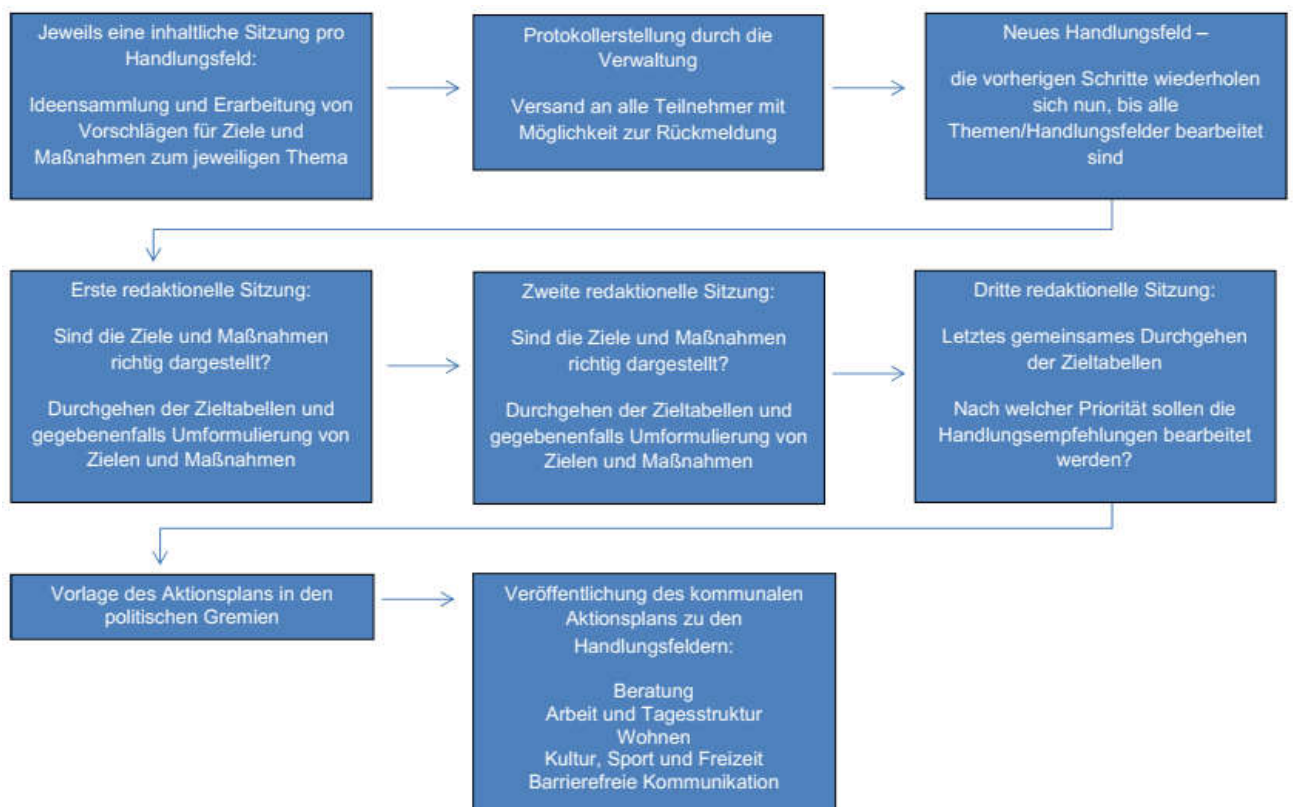 Jeweils eine inhaltliche Sitzung pro
Handlungsfeld:
Ideensammlung und Erarbeitung von
Vorschlägen für Ziele und
Maßnahmen zum jeweiligen Thema
Protokollerstellung durch die
Verwaltung
Versand an alle Teilnehmer mit
Möglichkeit zur Rückmeldung
Neues Handlungsfeld –
die vorherigen Schritte wiederholen
sich nun, bis alle
Themen/Handlungsfelder bearbeitet
sind
Erste redaktionelle Sitzung:
Sind die Ziele und Maßnahmen
richtig dargestellt?
Durchgehen der Zieltabellen und
gegebenenfalls Umformulierung von
Zielen und Maßnahmen
Zweite redaktionelle Sitzung:
Sind die Ziele und Maßnahmen
richtig dargestellt?
Durchgehen der Zieltabellen und
gegebenenfalls Umformulierung von
Zielen und Maßnahmen
Dritte redaktionelle Sitzung:
Letztes gemeinsames Durchgehen
der Zieltabellen
Nach welcher Priorität sollen die
Handlungsempfehlungen bearbeitet
werden?
Vorlage des Aktionsplans in den
politischen Gremien
Veröffentlichung des kommunalen
Aktionsplans zu den
Handlungsfeldern:
Beratung
Arbeit und Tagesstruktur
Wohnen
Kultur, Sport und Freizeit
Barrierefreie Kommunikation